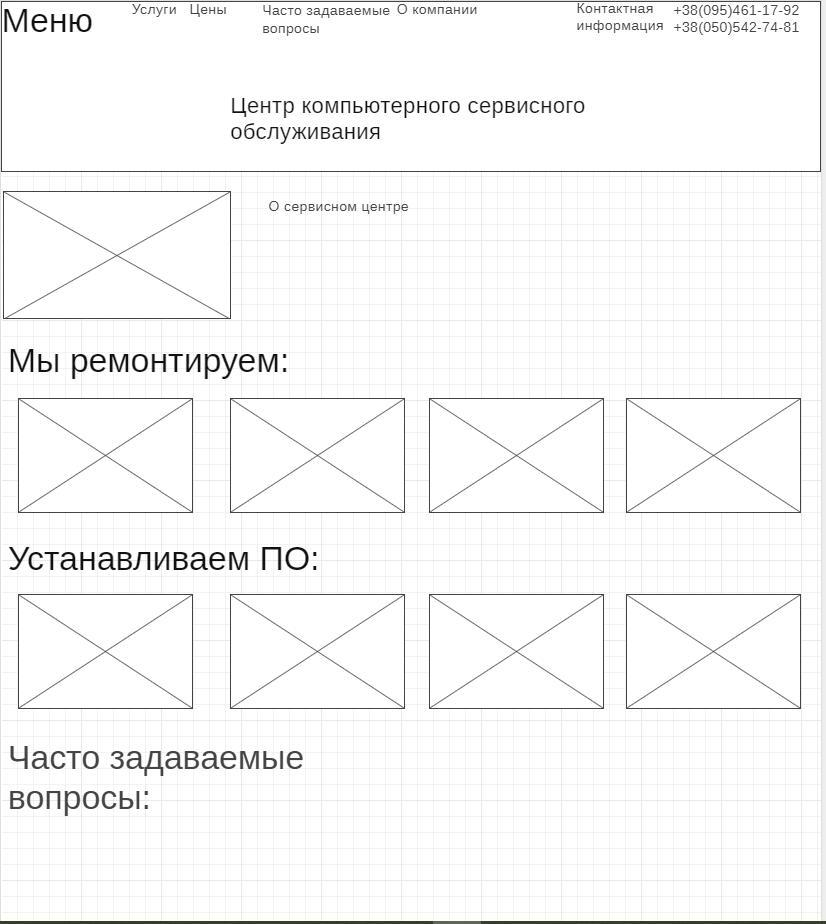 Меню
Услуги
Цены
Часто задаваемые
вопросы
О компании
Контактная
информация
+38(095)461-17-92
+38(050)542-74-81
Центр компьютерного сервисного
обслуживания
О сервисном центре
Мы ремонтируем:
Устанавливаем ПО:
Часто задаваемые
вопросы: